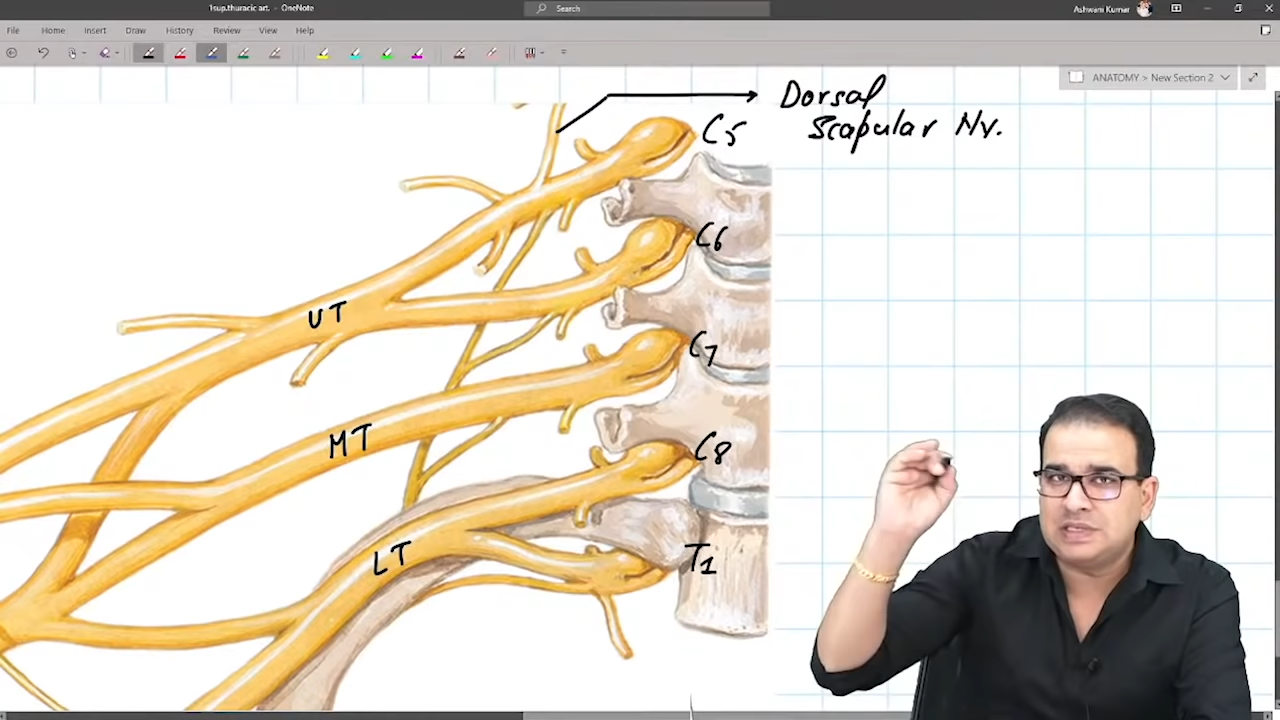 1sup.thuracic art. - OneNote
Search
Ashwani Kumar
File Home Insert Draw History Review View Help
ANATOMY > New Section 2
Dorsal
Scapular Nv.
C5
C6
UT
C7
MT
C8
LT
T1